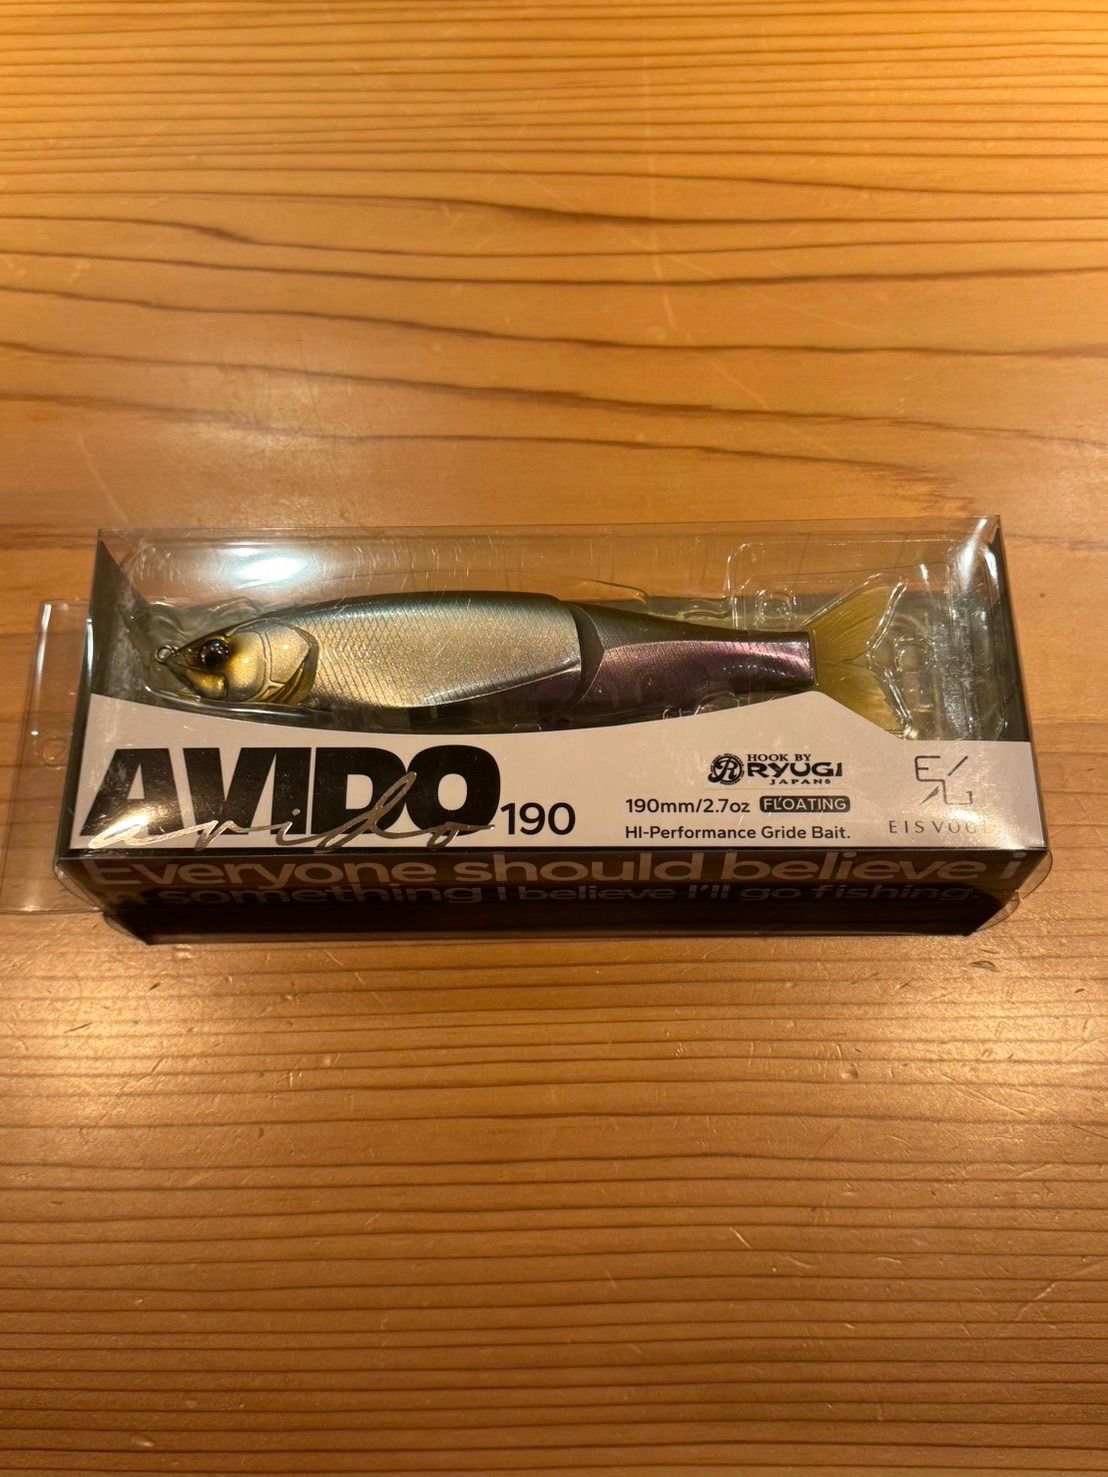 AVIDO
avido
190
HOOK BY
RYUGI
JAPAN
190mm/2.7oz FLOATING
HI-Performance Gride Bait.
EIS VOGEL
Everyone should believe i
n something I believe I'll go fishing.